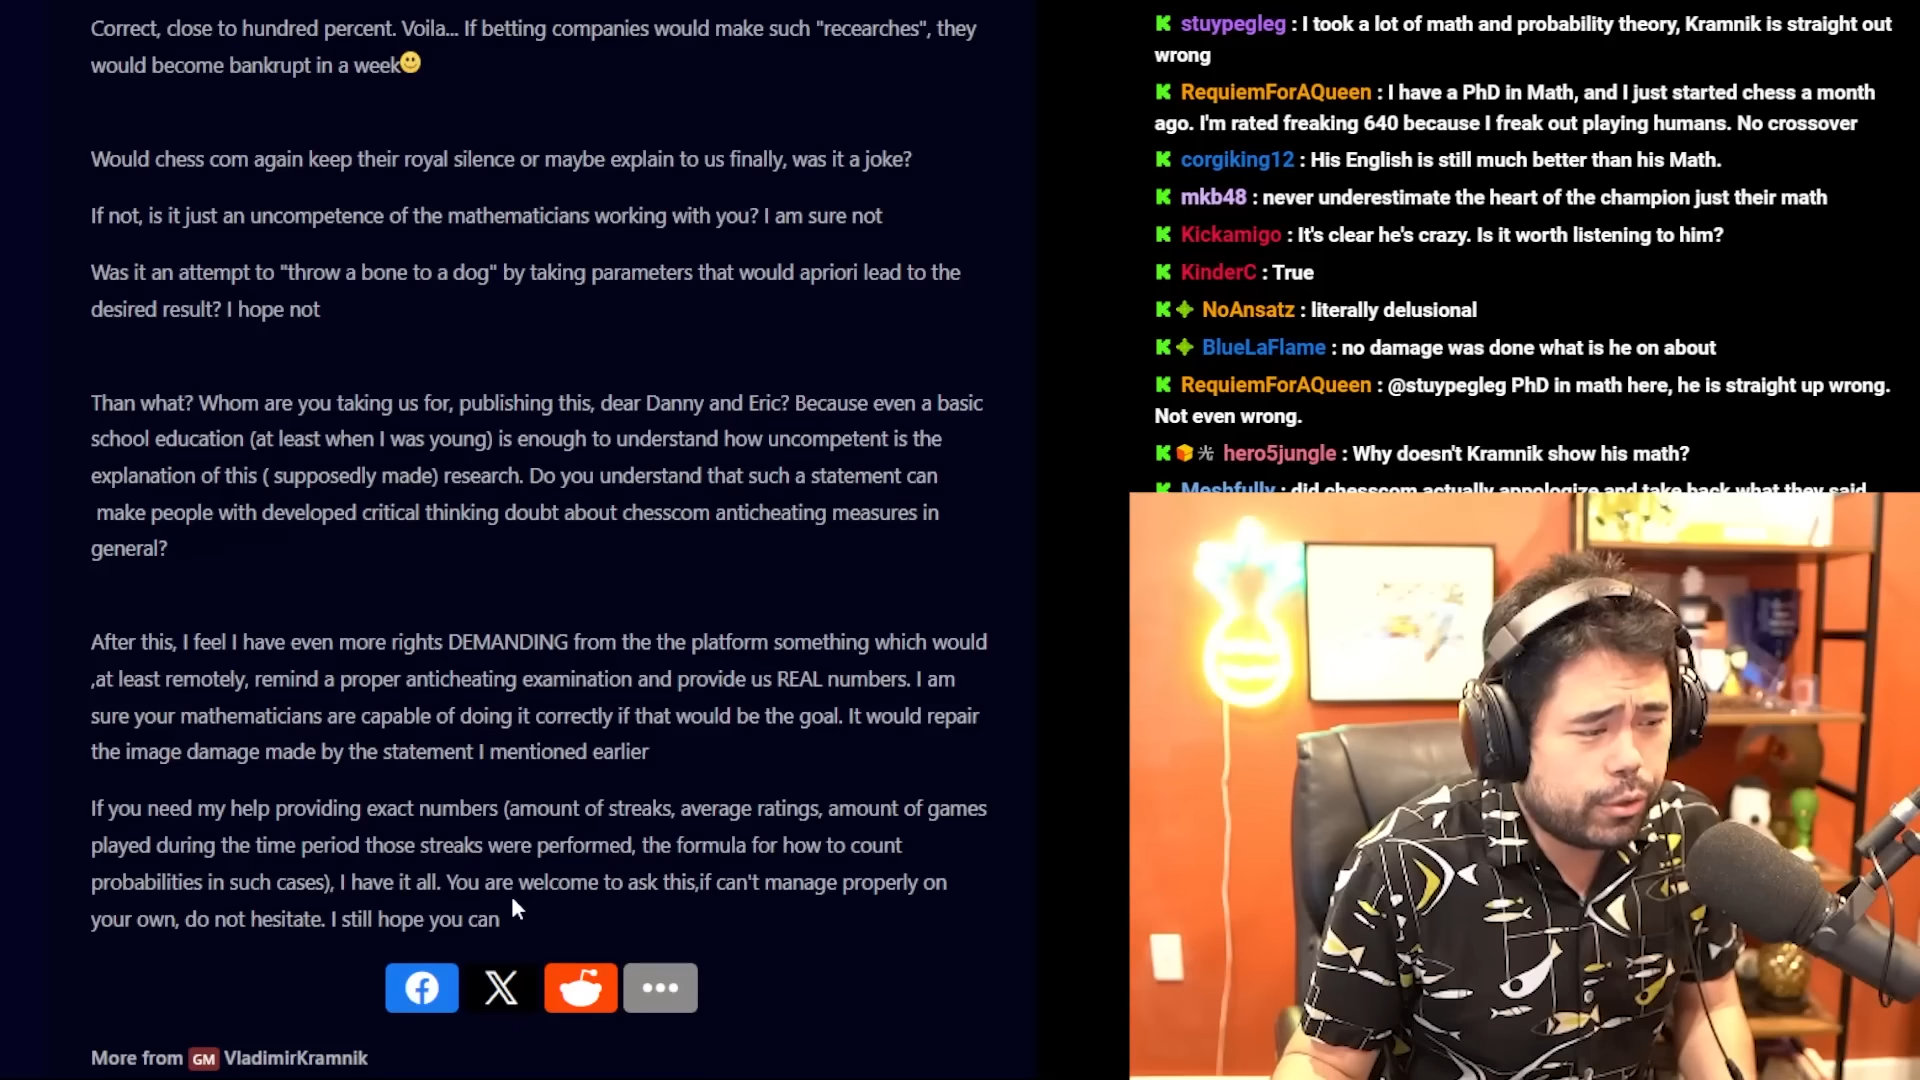 Correct, close to hundred percent. Voila... If betting companies would make such "recearches", they
would become bankrupt in a week
Would chess com again keep their royal silence or maybe explain to us finally, was it a joke?
If not, is it just an uncompetence of the mathematicians working with you? I am sure not
Was it an attempt to "throw a bone to a dog" by taking parameters that would apriori lead to the
desired result? I hope not
Than what? Whom are you taking us for, publishing this, dear Danny and Eric? Because even a basic
school education (at least when I was young) is enough to understand how uncompetent is the
explanation of this ( supposedly made) research. Do you understand that such a statement can
make people with developed critical thinking doubt about chesscom anticheating measures in
general?
After this, I feel I have even more rights DEMANDING from the the platform something which would
,at least remotely, remind a proper anticheating examination and provide us REAL numbers. I am
sure your mathematicians are capable of doing it correctly if that would be the goal. It would repair
the image damage made by the statement I mentioned earlier
If you need my help providing exact numbers (amount of streaks, average ratings, amount of games
played during the time period those streaks were performed, the formula for how to count
probabilities in such cases), I have it all. You are welcome to ask this,if can't manage properly on
your own, do not hesitate. I still hope you can
More from GM VladimirKramnik
stuypegleg : I took a lot of math and probability theory, Kramnik is straight out
wrong
RequiemForAQueen : I have a PhD in Math, and I just started chess a month
ago. I'm rated freaking 640 because I freak out playing humans. No crossover
corgiking12 : His English is still much better than his Math.
mkb48 : never underestimate the heart of the champion just their math
Kickamigo : It's clear he's crazy. Is it worth listening to him?
KinderC : True
NoAnsatz : literally delusional
BlueLaFlame : no damage was done what is he on about
RequiemForAQueen : @stuypegleg PhD in math here, he is straight up wrong.
Not even wrong.
hero5jungle : Why doesn't Kramnik show his math?
Meshfully : did chesscom actually appologize and take back what they said